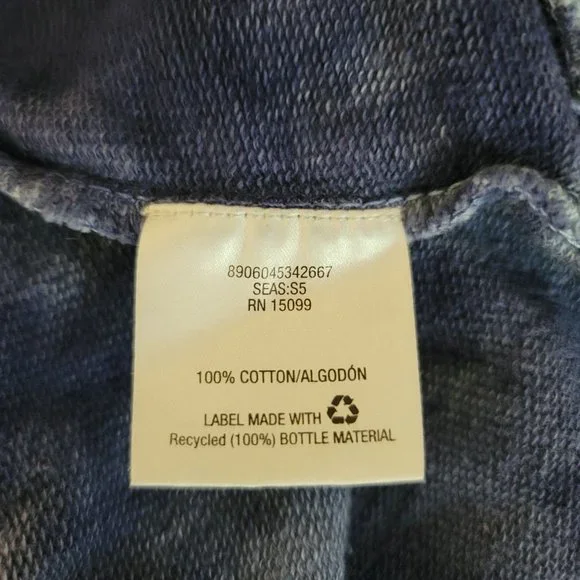 8906045342667
SEAS:S5
RN 15099
100% COTTON/ALGODÓN
LABEL MADE WITH
Recycled (100%) BOTTLE MATERIAL